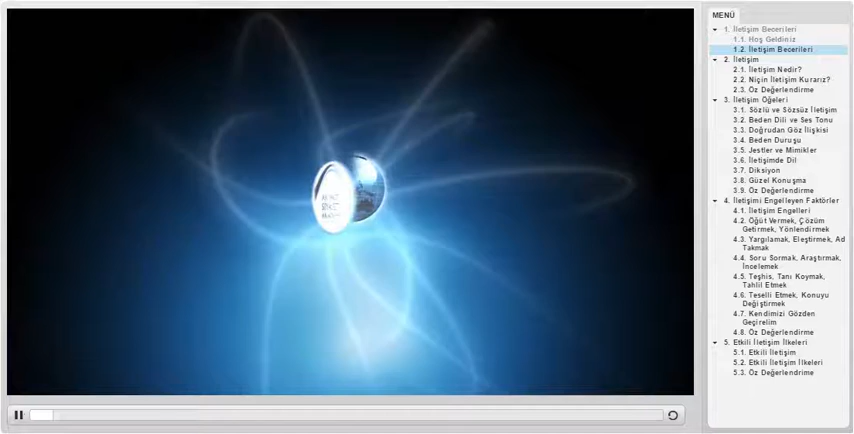 MENÜ
1. İletişim Becerileri
1.1. Hoş Geldiniz
1.2. İletişim Becerileri
2. İletişim
2.1. İletişim Nedir?
2.2. Niçin İletişim Kurarız?
2.3. Öz Değerlendirme
3. İletişim Öğeleri
3.1. Sözlü ve Sözsüz İletişim
3.2. Beden Dili ve Ses Tonu
3.3. Doğrudan Göz İlişkisi
3.4. Beden Duruşu
3.5. Jestler ve Mimikler
3.6. İletişimde Dil
3.7. Diksiyon
3.8. Güzel Konuşma
3.9. Öz Değerlendirme
4. İletişimi Engelleyen Faktörler
4.1. İletişim Engelleri
4.2. Öğüt Vermek, Çözüm
Getirmek, Yönlendirmek
4.3. Yargılamak, Eleştirmek, Ad
Takmak
4.4. Soru Sormak, Araştırmak,
İncelemek
4.5. Teşhis, Tanı Koymak,
Tahlil Etmek
4.6. Teselli Etmek, Konuyu
Değiştirmek
4.7. Kendimizi Gözden
Geçirelim
4.8. Öz Değerlendirme
5. Etkili İletişim İlkeleri
5.1. Etkili İletişim
5.2. Etkili İletişim İlkeleri
5.3. Öz Değerlendirme